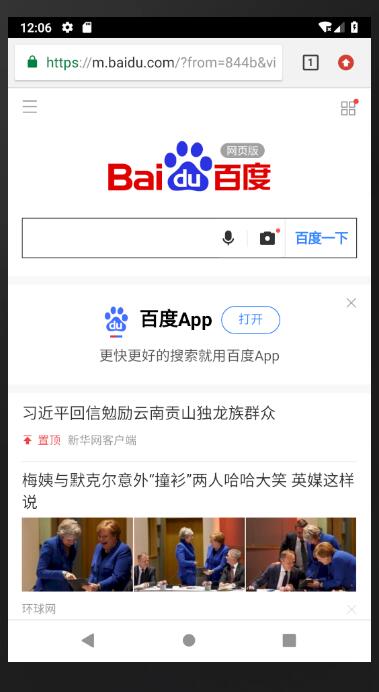 12:06
https://m.baidu.com/?from=844b&vi
1
网页版
Bai du 百度
百度一下
du
百度App
打开
更快更好的搜索就用百度App
习近平回信勉励云南贡山独龙族群众
置顶 新华网客户端
梅姨与默克尔意外“撞衫”两人哈哈大笑 英媒这样
说
环球网